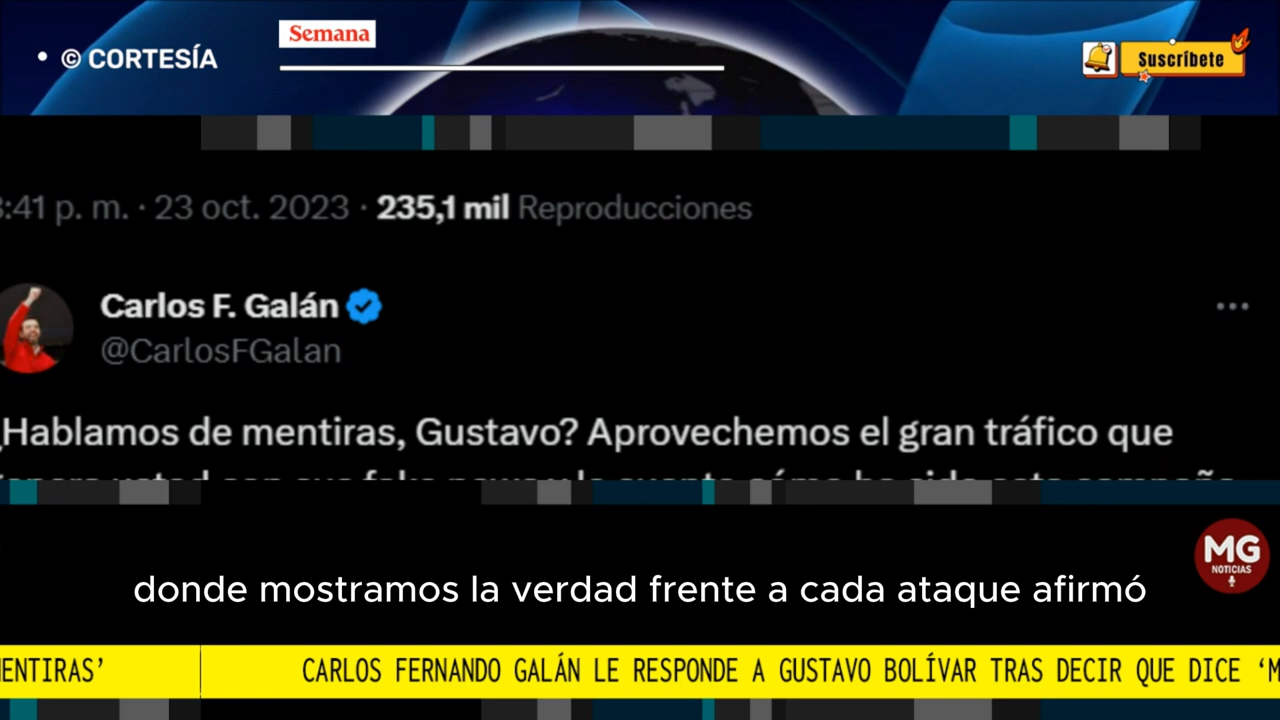 Semana
• © CORTESÍA
Suscríbete
:41 p. m. · 23 oct. 2023 · 235,1 mil Reproducciones
Carlos F. Galán
@CarlosFGalan
¿Hablamos de mentiras, Gustavo? Aprovechemos el gran tráfico que
MG
NOTICIAS
donde mostramos la verdad frente a cada ataque afirmó
MENTIRAS’ CARLOS FERNANDO GALÁN LE RESPONDE A GUSTAVO BOLÍVAR TRAS DECIR QUE DICE ‘M